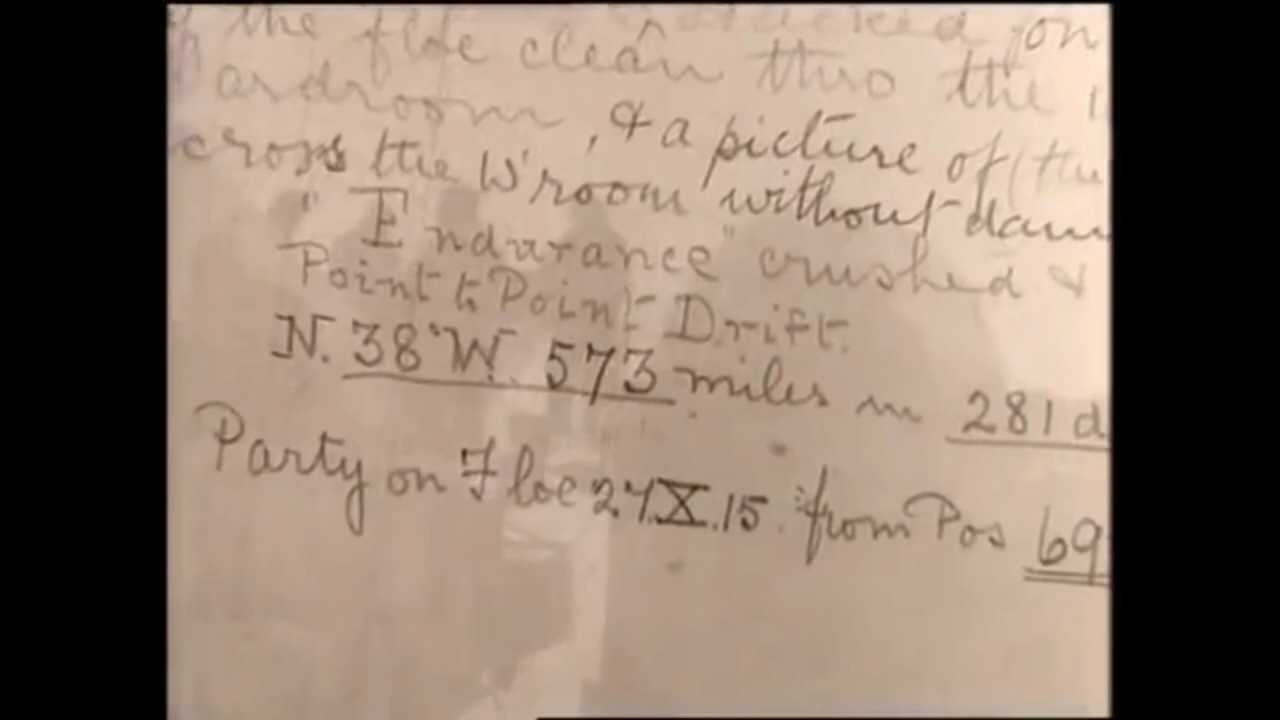 the floe clean thro the
ardroom, & a picture of (the
cross the W'room without dam
"Endurance" crushed &
Point to Point Drift.
N. 38° W. 573 miles in 281 d
Party on Floe 27.X.15. from Pos 69